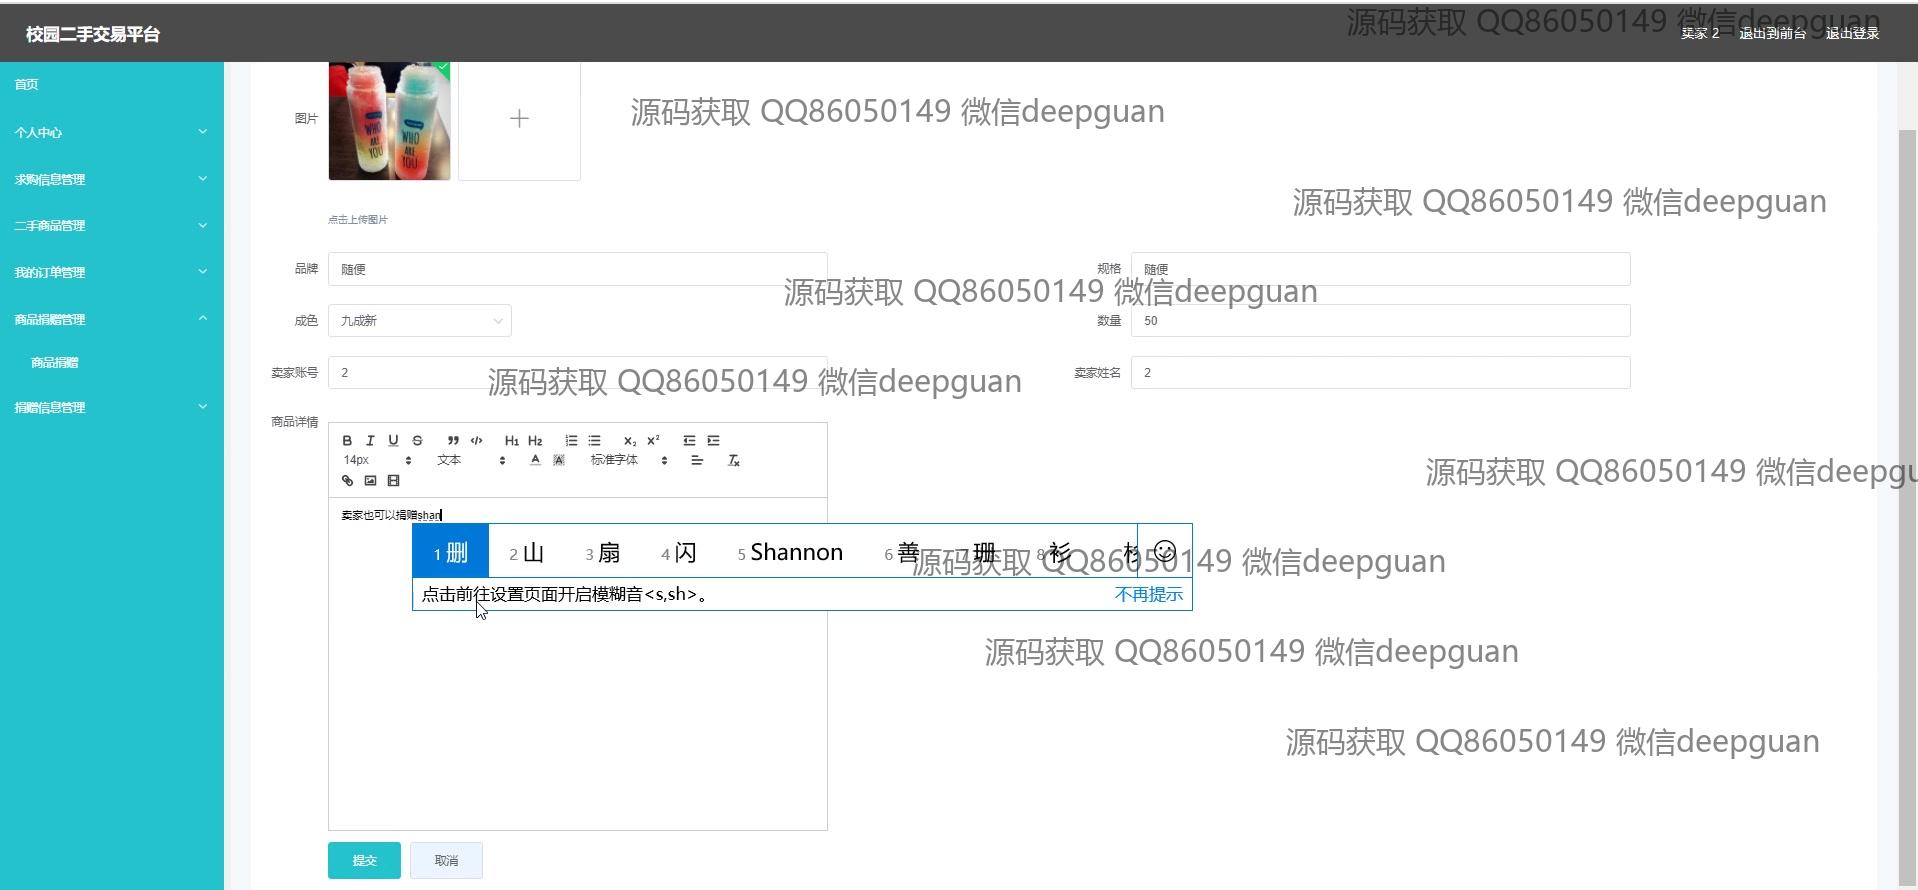 校园二手交易平台
源码获取 QQ86050149 微信deepguan
卖家 2 退出到前台 退出登录
首页
个人中心
求购信息管理
二手商品管理
我的订单管理
商品捐赠管理
商品捐赠
捐赠信息管理
图片
WHO ARE YOU
WHO ARE YOU
源码获取 QQ86050149 微信deepguan
源码获取 QQ86050149 微信deepguan
点击上传图片
品牌 随便
规格 随便
源码获取 QQ86050149 微信deepguan
成色 九成新
数量 50
卖家账号 2
卖家姓名 2
源码获取 QQ86050149 微信deepguan
商品详情
B I U S H1 H2 x₂ x²
14px 文本 A A 标准字体 Tx
源码获取 QQ86050149 微信deepgu
卖家也可以捐赠shan
1 删 2 山 3 扇 4 闪 5 Shannon 6 善 7 珊 8 衫
源码获取 QQ86050149 微信deepguan
点击前往设置页面开启模糊音<s,sh>。 不再提示
源码获取 QQ86050149 微信deepguan
源码获取 QQ86050149 微信deepguan
提交 取消